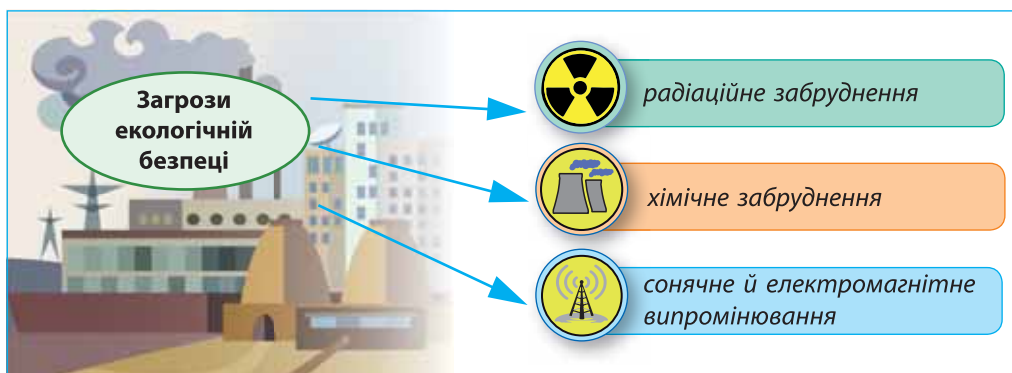 Загрози
екологічній
безпеці
радіаційне забруднення
хімічне забруднення
сонячне й електромагнітне
випромінювання